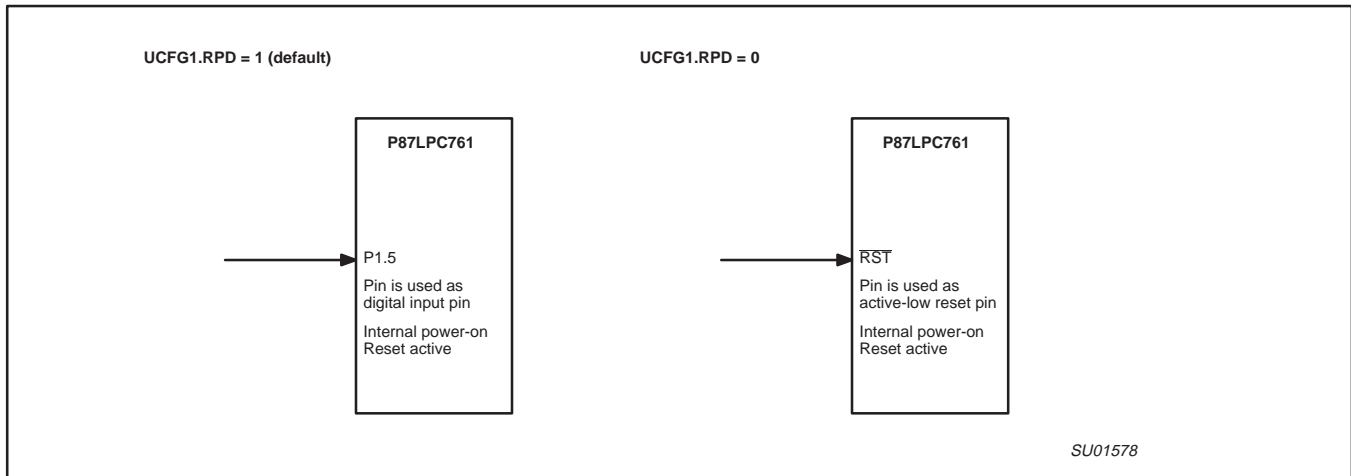 UCFG1.RPD = 1 (default)
UCFG1.RPD = 0
P87LPC761
P1.5
Pin is used as
digital input pin
Internal power-on
Reset active
P87LPC761
RST
Pin is used as
active-low reset pin
Internal power-on
Reset active
SU01578